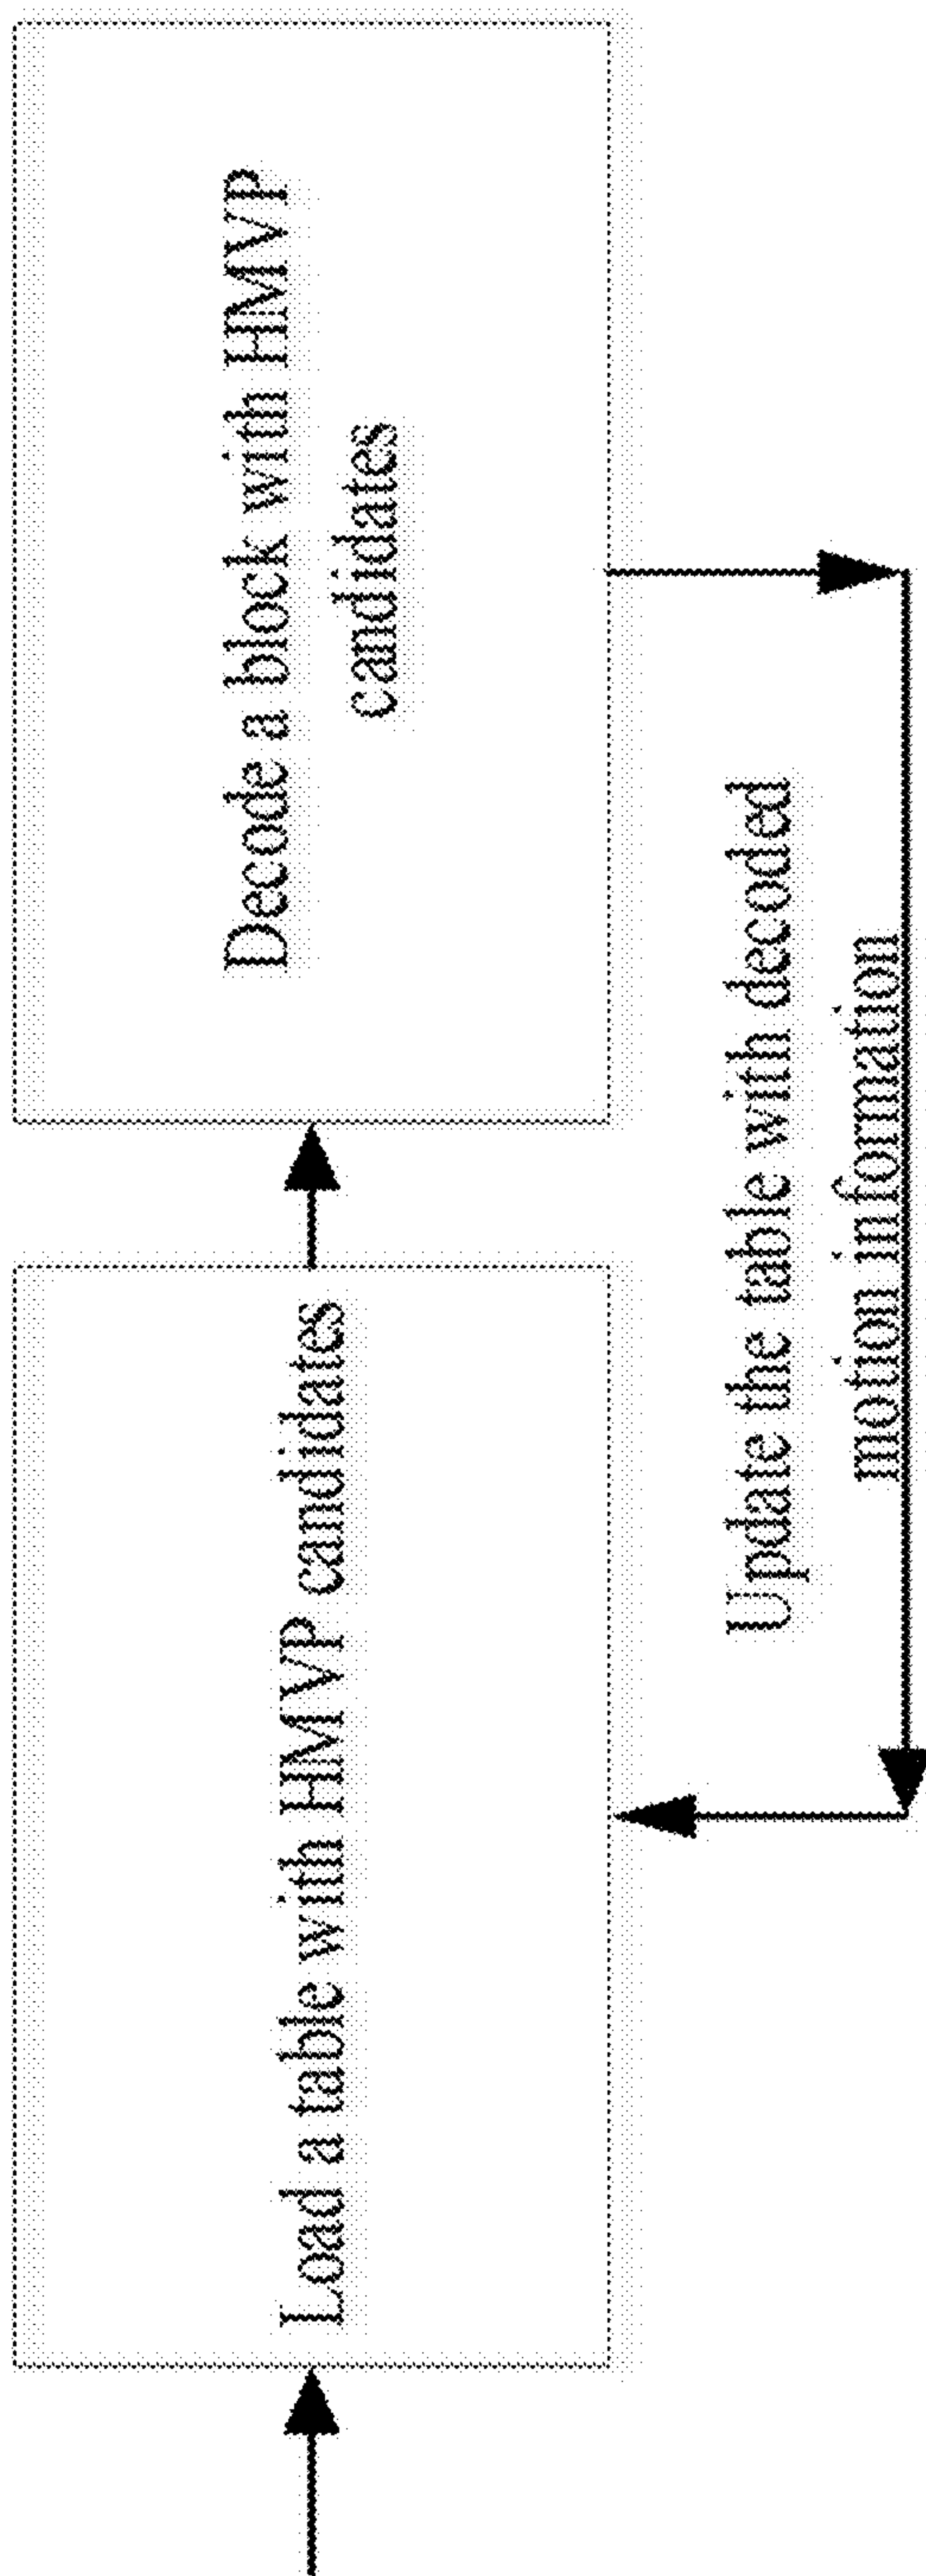 Load a table with HMVP candidates
Decode a block with HMVP
candidates
Update the table with decoded
motion information